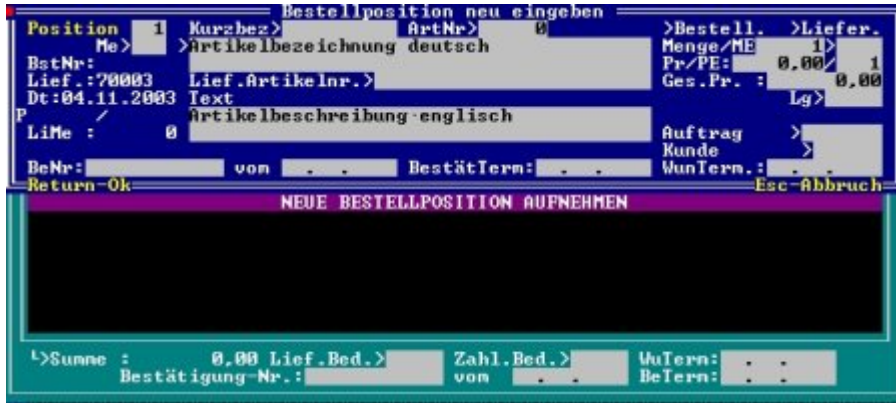 Bestellposition neu eingeben
Position 1 Kurzbez> ArtNr> 0 >Bestell. >Liefer.
Me> >Artikelbezeichnung deutsch Menge/ME 1>
BstNr: Pr/PE: 0,00/ 1
Lief.:70003 Lief.Artikelnr.> Ges.Pr. : 0,00
Dt:04.11.2003 Text Lg>
P / Artikelbeschreibung englisch
LiMe : 0 Auftrag >
Kunde >
BeNr: vom . . BestätTerm: . . WunTerm.: . .
Return-Ok Esc-Abbruch
NEUE BESTELLPOSITION AUFNEHMEN
└>Summe : 0,00 Lief.Bed.> Zahl.Bed.> WuTerm: . .
Bestätigung-Nr.: vom . . BeTerm: . .